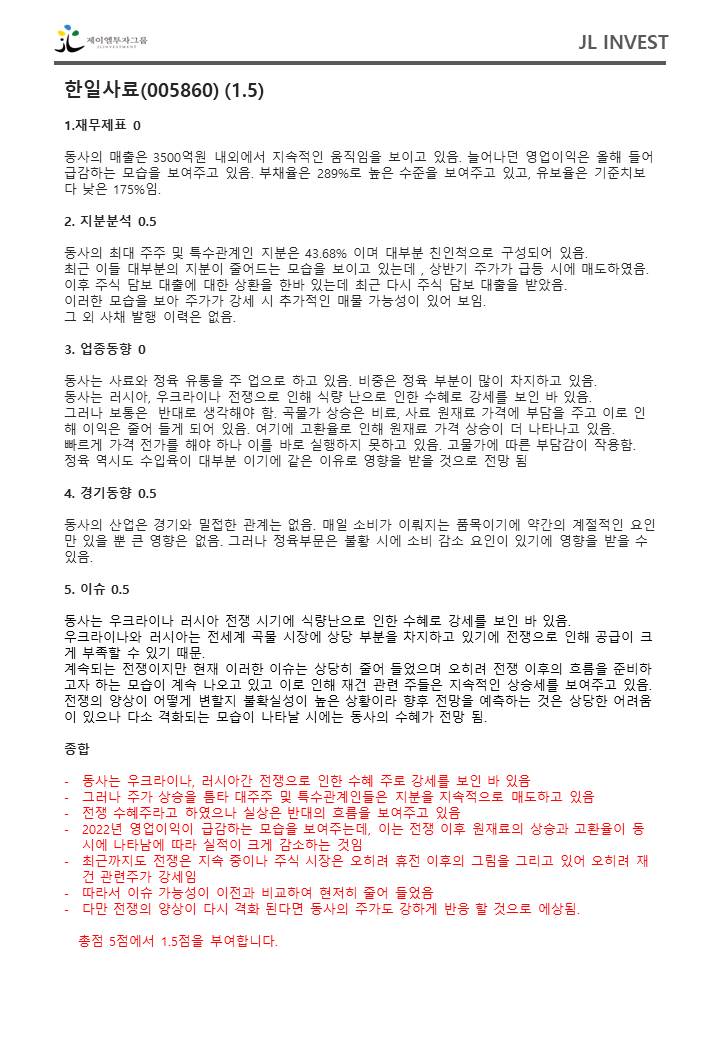 제이엘투자그룹
JLINVESTMENT
JL INVEST
한일사료(005860) (1.5)
1.재무제표 0
동사의 매출은 3500억원 내외에서 지속적인 움직임을 보이고 있음. 늘어나던 영업이익은 올해 들어
급감하는 모습을 보여주고 있음. 부채율은 289%로 높은 수준을 보여주고 있고, 유보율은 기준치보
다 낮은 175%임.
2. 지분분석 0.5
동사의 최대 주주 및 특수관계인 지분은 43.68% 이며 대부분 친인척으로 구성되어 있음.
최근 이들 대부분의 지분이 줄어드는 모습을 보이고 있는데 , 상반기 주가가 급등 시에 매도하였음.
이후 주식 담보 대출에 대한 상환을 한바 있는데 최근 다시 주식 담보 대출을 받았음.
이러한 모습을 보아 주가가 강세 시 추가적인 매물 가능성이 있어 보임.
그 외 사채 발행 이력은 없음.
3. 업종동향 0
동사는 사료와 정육 유통을 주 업으로 하고 있음. 비중은 정육 부분이 많이 차지하고 있음.
동사는 러시아, 우크라이나 전쟁으로 인해 식량 난으로 인한 수혜로 강세를 보인 바 있음.
그러나 보통은 반대로 생각해야 함. 곡물가 상승은 비료, 사료 원재료 가격에 부담을 주고 이로 인
해 이익은 줄어 들게 되어 있음. 여기에 고환율로 인해 원재료 가격 상승이 더 나타나고 있음.
빠르게 가격 전가를 해야 하나 이를 바로 실행하지 못하고 있음. 고물가에 따른 부담감이 작용함.
정육 역시도 수입육이 대부분 이기에 같은 이유로 영향을 받을 것으로 전망 됨
4. 경기동향 0.5
동사의 산업은 경기와 밀접한 관계는 없음. 매일 소비가 이뤄지는 품목이기에 약간의 계절적인 요인
만 있을 뿐 큰 영향은 없음. 그러나 정육부문은 불황 시에 소비 감소 요인이 있기에 영향을 받을 수
있음.
5. 이슈 0.5
동사는 우크라이나 러시아 전쟁 시기에 식량난으로 인한 수혜로 강세를 보인 바 있음.
우크라이나와 러시아는 전세계 곡물 시장에 상당 부분을 차지하고 있기에 전쟁으로 인해 공급이 크
게 부족할 수 있기 때문.
계속되는 전쟁이지만 현재 이러한 이슈는 상당히 줄어 들었으며 오히려 전쟁 이후의 흐름을 준비하
고자 하는 모습이 계속 나오고 있고 이로 인해 재건 관련 주들은 지속적인 상승세를 보여주고 있음.
전쟁의 양상이 어떻게 변할지 불확실성이 높은 상황이라 향후 전망을 예측하는 것은 상당한 어려움
이 있으나 다소 격화되는 모습이 나타날 시에는 동사의 수혜가 전망 됨.
종합
- 동사는 우크라이나, 러시아간 전쟁으로 인한 수혜 주로 강세를 보인 바 있음
- 그러나 주가 상승을 틈타 대주주 및 특수관계인들은 지분을 지속적으로 매도하고 있음
- 전쟁 수혜주라고 하였으나 실상은 반대의 흐름을 보여주고 있음
- 2022년 영업이익이 급감하는 모습을 보여주는데, 이는 전쟁 이후 원재료의 상승과 고환율이 동
시에 나타남에 따라 실적이 크게 감소하는 것임
- 최근까지도 전쟁은 지속 중이나 주식 시장은 오히려 휴전 이후의 그림을 그리고 있어 오히려 재
건 관련주가 강세임
- 따라서 이슈 가능성이 이전과 비교하여 현저히 줄어 들었음
- 다만 전쟁의 양상이 다시 격화 된다면 동사의 주가도 강하게 반응 할 것으로 에상됨.
총점 5점에서 1.5점을 부여합니다.